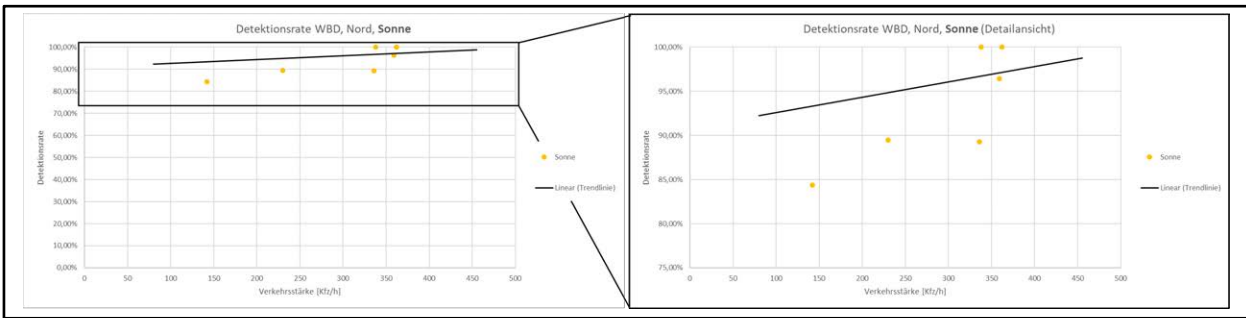 Detektionsrate WBD, Nord, Sonne
100,00%
90,00%
80,00%
70,00%
60,00%
50,00%
40,00%
30,00%
20,00%
10,00%
0,00%
Detektionsrate
0 50 100 150 200 250 300 350 400 450 500
Verkehrsstärke [Kfz/h]
Sonne
Linear (Trendlinie)
Detektionsrate WBD, Nord, Sonne (Detailansicht)
100,00%
95,00%
90,00%
85,00%
80,00%
75,00%
Detektionsrate
0 50 100 150 200 250 300 350 400 450 500
Verkehrsstärke [Kfz/h]
Sonne
Linear (Trendlinie)